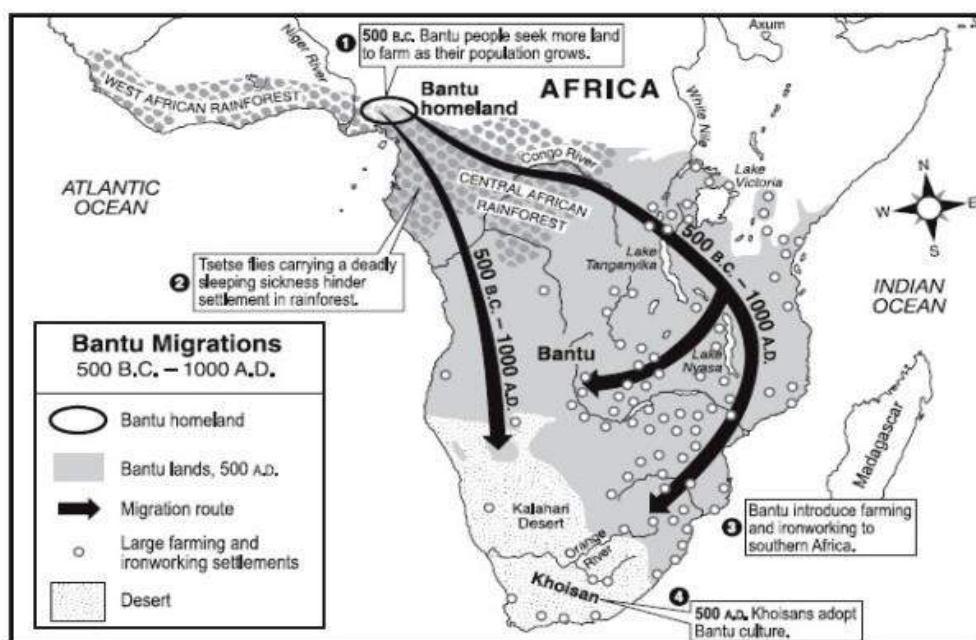 ❶ 500 B.C. Bantu people seek more land
to farm as their population grows.
Axum
Niger River
WEST AFRICAN RAINFOREST
Bantu
homeland
AFRICA
White Nile
Congo River
Lake
Victoria
ATLANTIC
OCEAN
CENTRAL AFRICAN
RAINFOREST
N
W
E
S
❷ Tsetse flies carrying a deadly
sleeping sickness hinder
settlement in rainforest.
500 B.C. – 1000 A.D.
Lake
Tanganyika
500 B.C. – 1000 A.D.
INDIAN
OCEAN
Bantu
Lake
Nyasa
Madagascar
Bantu Migrations
500 B.C. – 1000 A.D.
Bantu homeland
Bantu lands, 500 A.D.
Migration route
Large farming and
ironworking settlements
Desert
Kalahari
Desert
Orange
River
❸ Bantu introduce farming
and ironworking to
southern Africa.
Khoisan
❹
500 A.D. Khoisans adopt
Bantu culture.